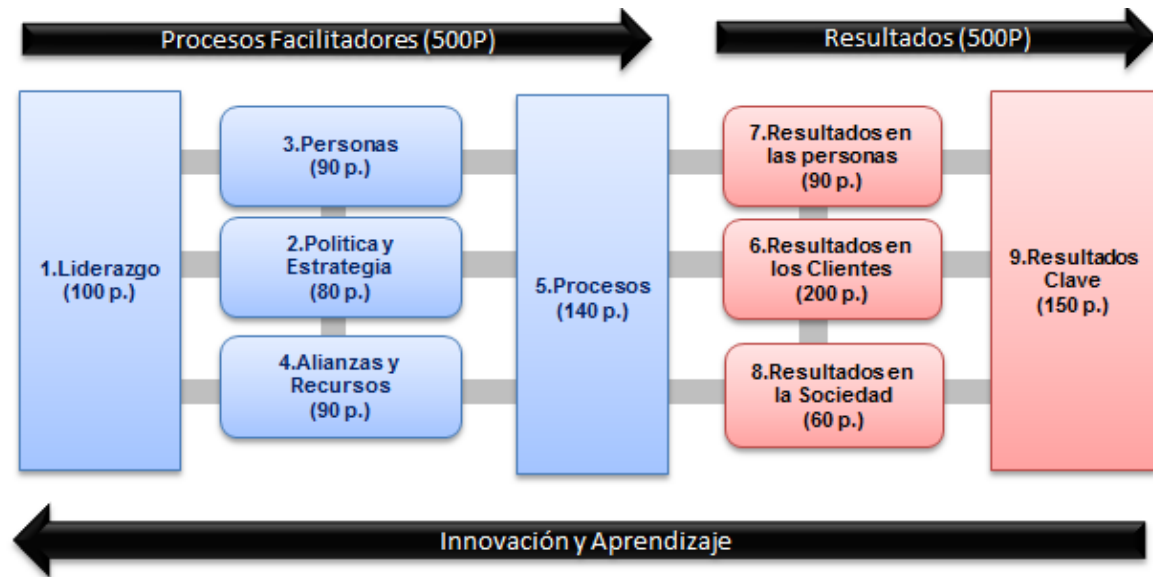 Procesos Facilitadores (500P)
Resultados (500P)
1.Liderazgo
(100 p.)
3.Personas
(90 p.)
2.Politica y
Estrategia
(80 p.)
4.Alianzas y
Recursos
(90 p.)
5.Procesos
(140 p.)
7.Resultados en
las personas
(90 p.)
6.Resultados en
los Clientes
(200 p.)
8.Resultados en
la Sociedad
(60 p.)
9.Resultados
Clave
(150 p.)
Innovación y Aprendizaje